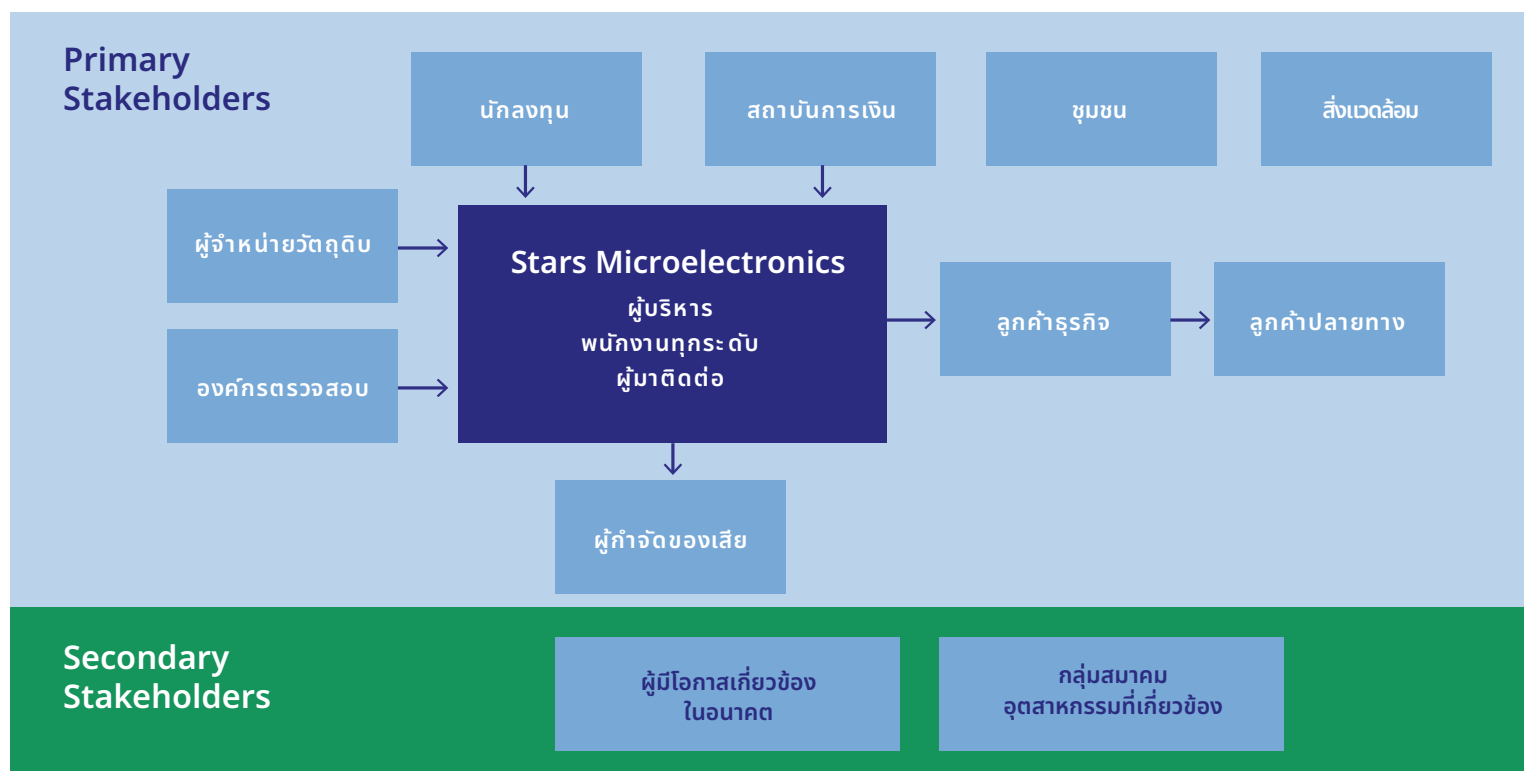 Primary
Stakeholders
นักลงทุน
สถาบันการเงิน
ชุมชน
สิ่งแวดล้อม
ผู้จำหน่ายวัตถุดิบ
องค์กรตรวจสอบ
Stars Microelectronics
ผู้บริหาร
พนักงานทุกระดับ
ผู้มาติดต่อ
ลูกค้าธุรกิจ
ลูกค้าปลายทาง
ผู้กำจัดของเสีย
Secondary
Stakeholders
ผู้มีโอกาสเกี่ยวข้อง
ในอนาคต
กลุ่มสมาคม
อุตสาหกรรมที่เกี่ยวข้อง